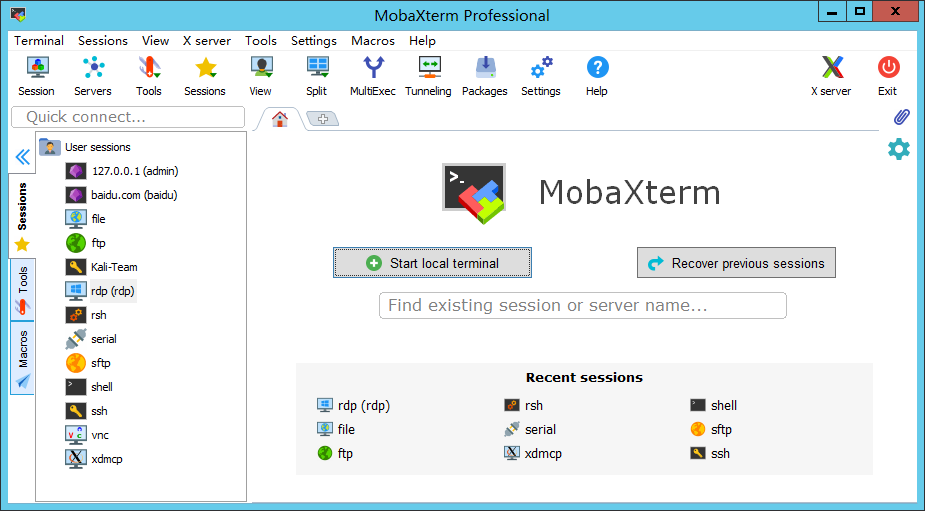 MobaXterm Professional
Terminal Sessions View X server Tools Settings Macros Help
Session Servers Tools Sessions View Split MultiExec Tunneling Packages Settings Help X server Exit
Quick connect...
User sessions
127.0.0.1 (admin)
baidu.com (baidu)
file
ftp
Kali-Team
rdp (rdp)
rsh
serial
sftp
shell
ssh
vnc
xdmcp
Sessions
Tools
Macros
MobaXterm
Start local terminal
Recover previous sessions
Find existing session or server name...
Recent sessions
rdp (rdp) rsh shell
file serial sftp
ftp xdmcp ssh